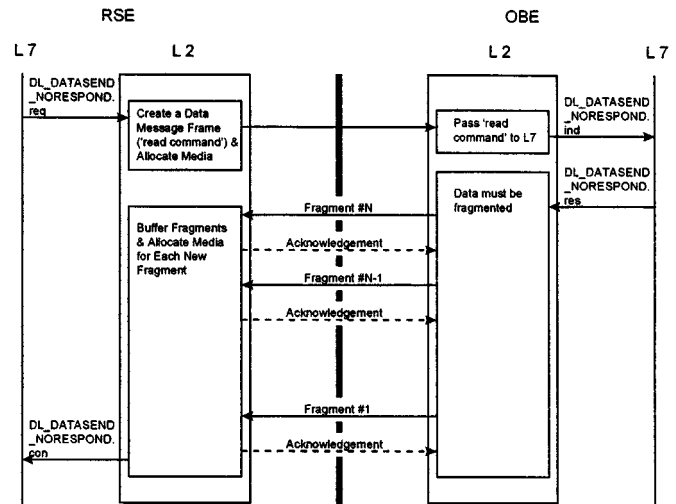 RSE
OBE
L 7
L 2
L 2
L 7
DL_DATASEND
_NORESPOND.
req
Create a Data
Message Frame
('read command') &
Allocate Media
Pass 'read
command' to L7
DL_DATASEND
_NORESPOND.
ind
DL_DATASEND
_NORESPOND.
res
Data must be
fragmented
Buffer Fragments
& Allocate Media
for Each New
Fragment
Fragment #N
Acknowledgement
Fragment #N-1
Acknowledgement
Fragment #1
Acknowledgement
DL_DATASEND
_NORESPOND.
con